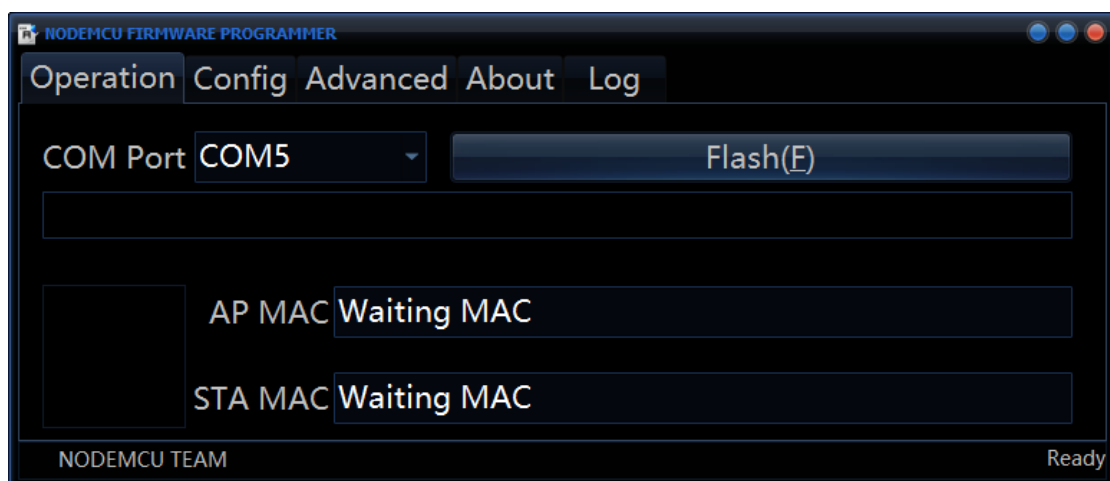 NODEMCU FIRMWARE PROGRAMMER
Operation Config Advanced About Log
COM Port COM5 Flash(F)
AP MAC Waiting MAC
STA MAC Waiting MAC
NODEMCU TEAM Ready